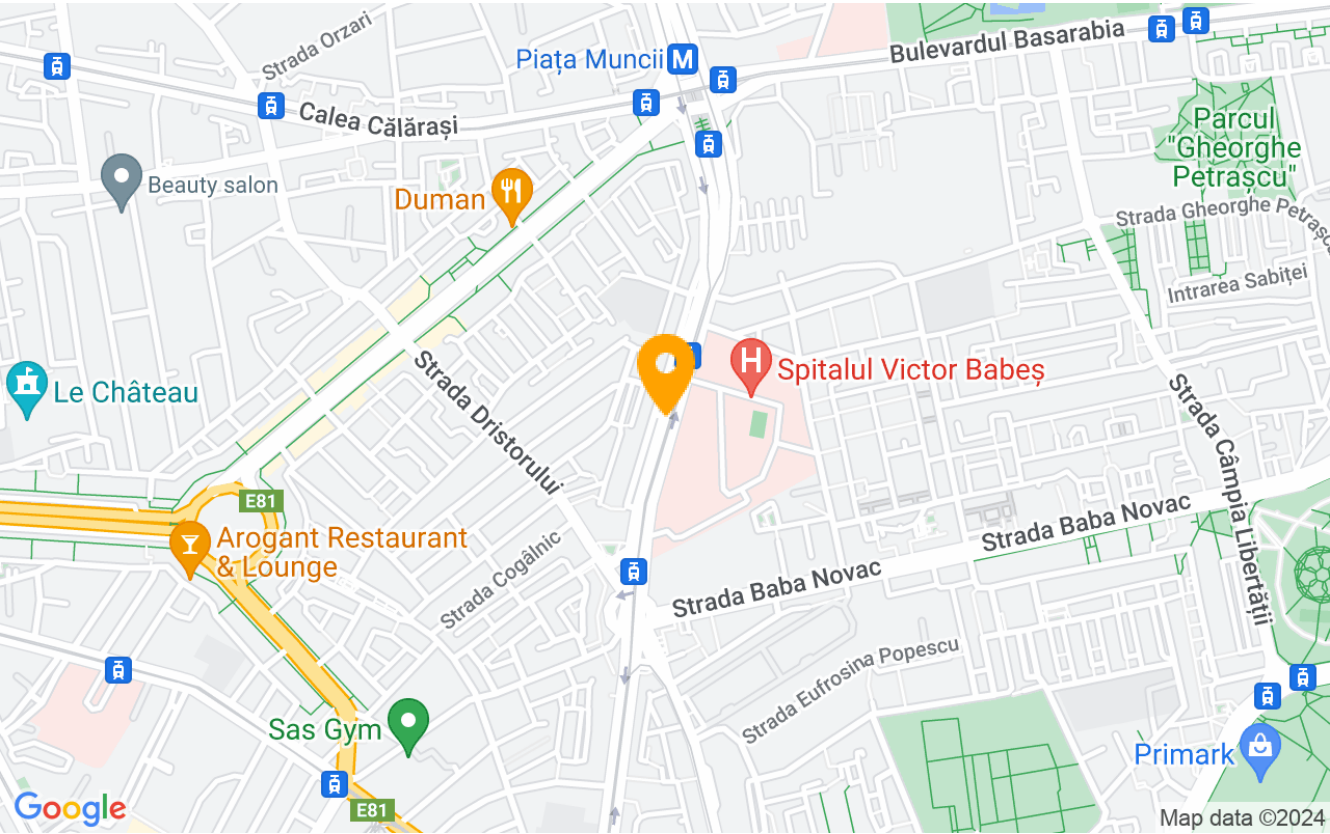 Strada Orzari
Piața Muncii
M
Bulevardul Basarabia
Calea Călărași
Parcul
"Gheorghe
Petrașcu"
Beauty salon
Duman
Strada Gheorghe Petrașcu
Intrarea Sabiței
H
Spitalul Victor Babeș
Le Château
Strada Dristorului
Strada Câmpia Libertății
E81
Strada Baba Novac
Arogant Restaurant
& Lounge
Strada Cogâlnic
Strada Baba Novac
Strada Eufrosina Popescu
Sas Gym
Primark
E81
Google
Map data ©2024